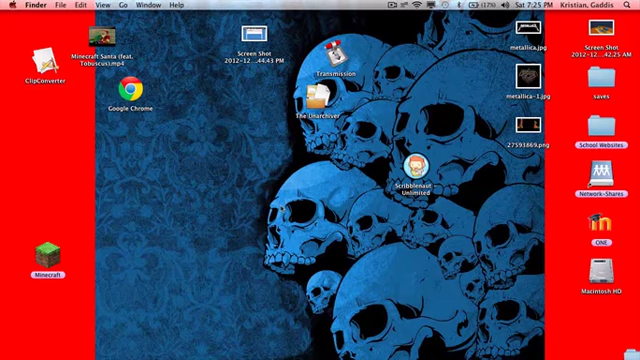 Finder File Edit View Go Window Help
(17%) Sat 7:25 PM Kristian, Gaddis
ClipConverter
Minecraft Santa (feat.
Tobuscus).mp4
Google Chrome
Screen Shot
2012-12...44.43 PM
Transmission
The Unarchiver
metallica.jpg
Screen Shot
2012-12...42.25 AM
metallica-1.jpg
saves
27593869.png
School Websites
Scribblenaut
Unlimited
Network-Shares
ONE
Minecraft
Macintosh HD